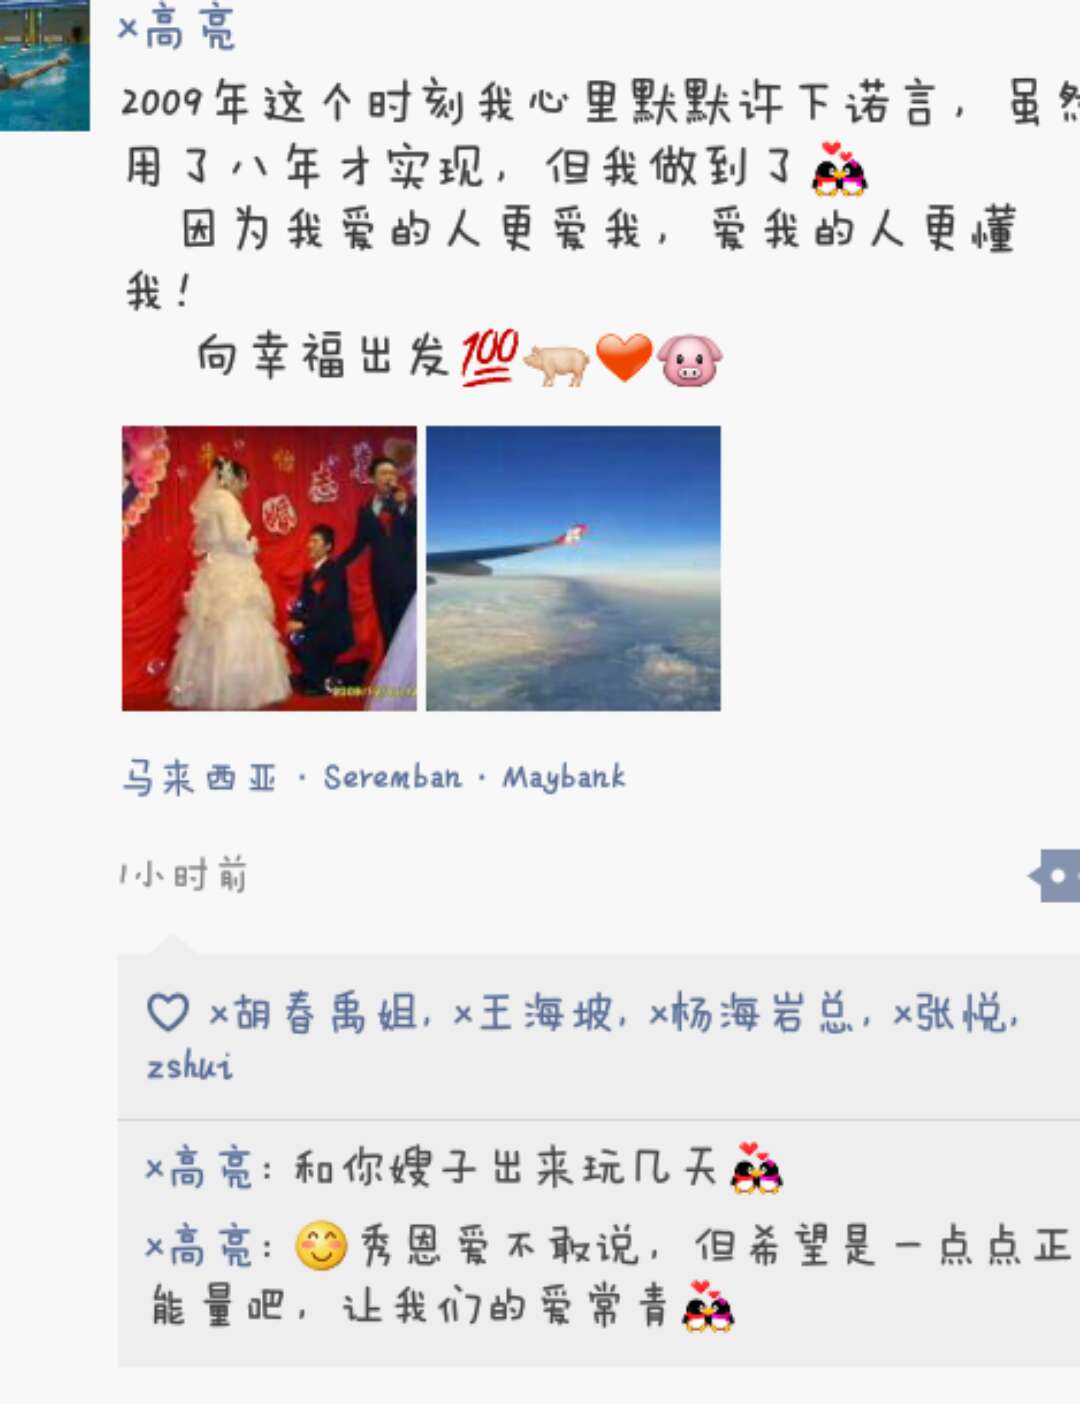 ×高亮
2009年这个时刻我心里默默许下诺言，虽然
用了八年才实现，但我做到了
因为我爱的人更爱我，爱我的人更懂
我！
向幸福出发💯🐖❤️🐷
马来西亚 · Seremban · Maybank
1小时前
×胡春禹姐，×王海坡，×杨海岩总，×张悦，
zshui
×高亮：和你嫂子出来玩几天
×高亮：😊秀恩爱不敢说，但希望是一点点正
能量吧，让我们的爱常青